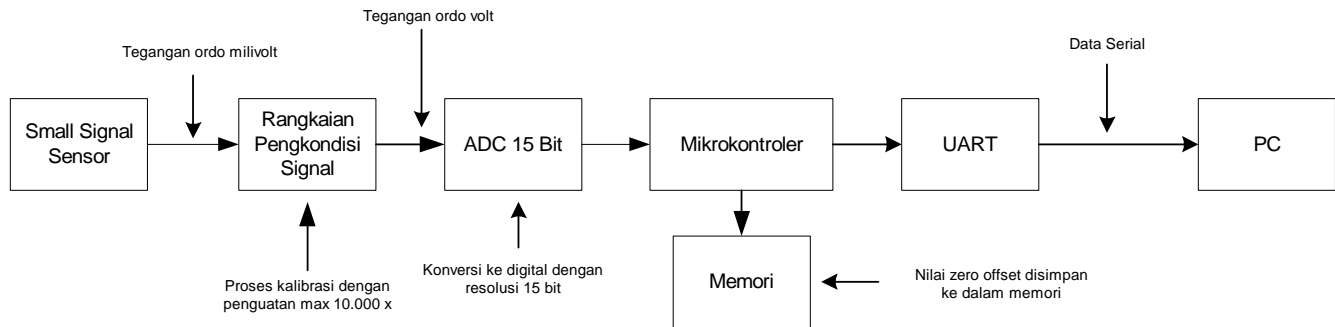 Tegangan ordo volt
Tegangan ordo milivolt
Data Serial
Small Signal
Sensor
Rangkaian
Pengkondisi
Signal
ADC 15 Bit
Mikrokontroler
UART
PC
Proses kalibrasi dengan
penguatan max 10.000 x
Konversi ke digital dengan
resolusi 15 bit
Memori
Nilai zero offset disimpan
ke dalam memori